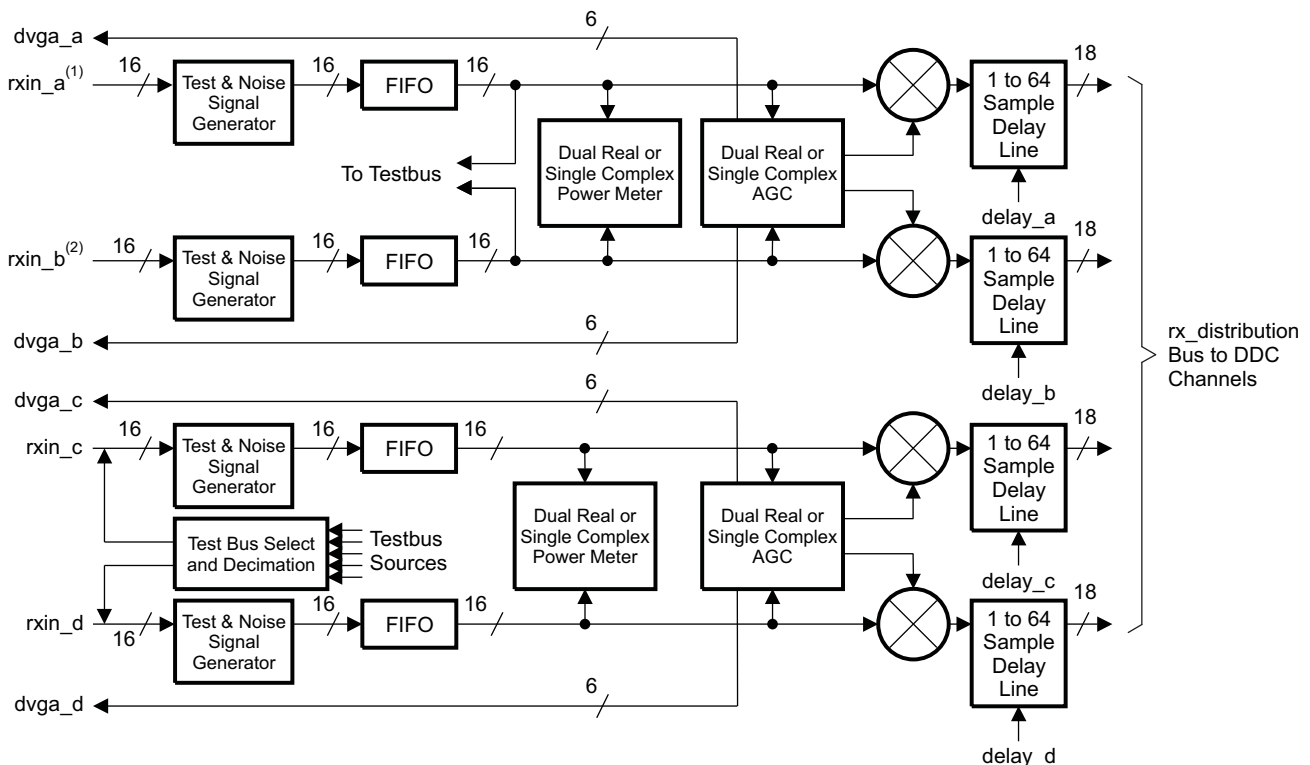 6
dvga_a
16
16
16
18
rxin_a(1)
Test & Noise
Signal
Generator
FIFO
1 to 64
Sample
Delay
Line
To Testbus
Dual Real or
Single Complex
Power Meter
Dual Real or
Single Complex
AGC
delay_a
16
16
16
18
rxin_b(2)
Test & Noise
Signal
Generator
FIFO
1 to 64
Sample
Delay
Line
6
dvga_b
rx_distribution
Bus to DDC
Channels
delay_b
6
dvga_c
16
16
16
18
rxin_c
Test & Noise
Signal
Generator
FIFO
1 to 64
Sample
Delay
Line
Test Bus Select
and Decimation
Testbus
Sources
Dual Real or
Single Complex
Power Meter
Dual Real or
Single Complex
AGC
delay_c
16
16
16
18
rxin_d
Test & Noise
Signal
Generator
FIFO
1 to 64
Sample
Delay
Line
6
dvga_d
delay_d